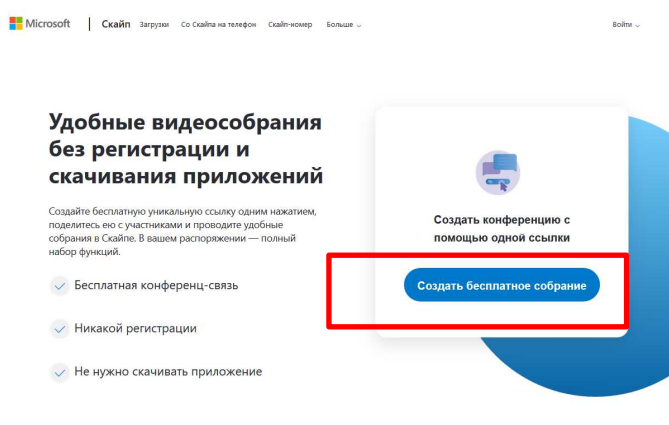 Microsoft Скайп Загрузки Со Скайпа на телефон Скайп-номер Больше Войти
Удобные видеособрания
без регистрации и
скачивания приложений
Создайте бесплатную уникальную ссылку одним нажатием,
поделитесь ею с участниками и проводите удобные
собрания в Скайпе. В вашем распоряжении — полный
набор функций.
Бесплатная конференц-связь
Никакой регистрации
Не нужно скачивать приложение
Создать конференцию с
помощью одной ссылки
Создать бесплатное собрание